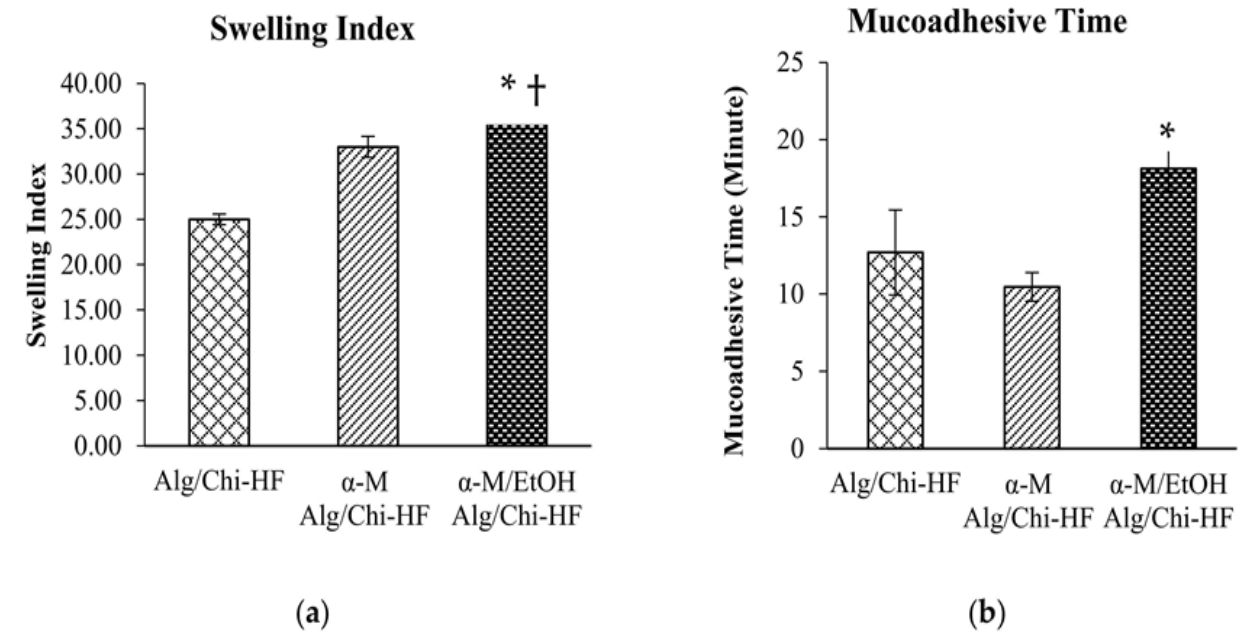 Swelling Index
Swelling Index
40.00
35.00
30.00
25.00
20.00
15.00
10.00
5.00
0.00
* †
Alg/Chi-HF
α-M
Alg/Chi-HF
α-M/EtOH
Alg/Chi-HF
(a)
Mucoadhesive Time
Mucoadhesive Time (Minute)
25
20
15
10
5
0
*
Alg/Chi-HF
α-M
Alg/Chi-HF
α-M/EtOH
Alg/Chi-HF
(b)